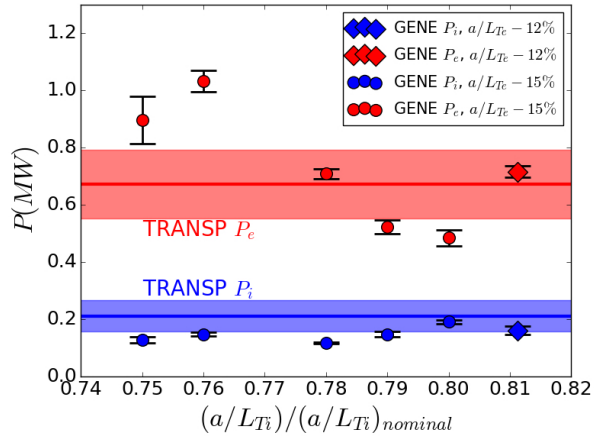 1.2
1.0
0.8
0.6
0.4
0.2
0.0
P(MW)
GENE P_i, a/L_{Te} − 12%
GENE P_e, a/L_{Te} − 12%
GENE P_i, a/L_{Te} − 15%
GENE P_e, a/L_{Te} − 15%
TRANSP P_e
TRANSP P_i
0.74 0.75 0.76 0.77 0.78 0.79 0.80 0.81 0.82
(a/L_{Ti})/(a/L_{Ti})_{nominal}